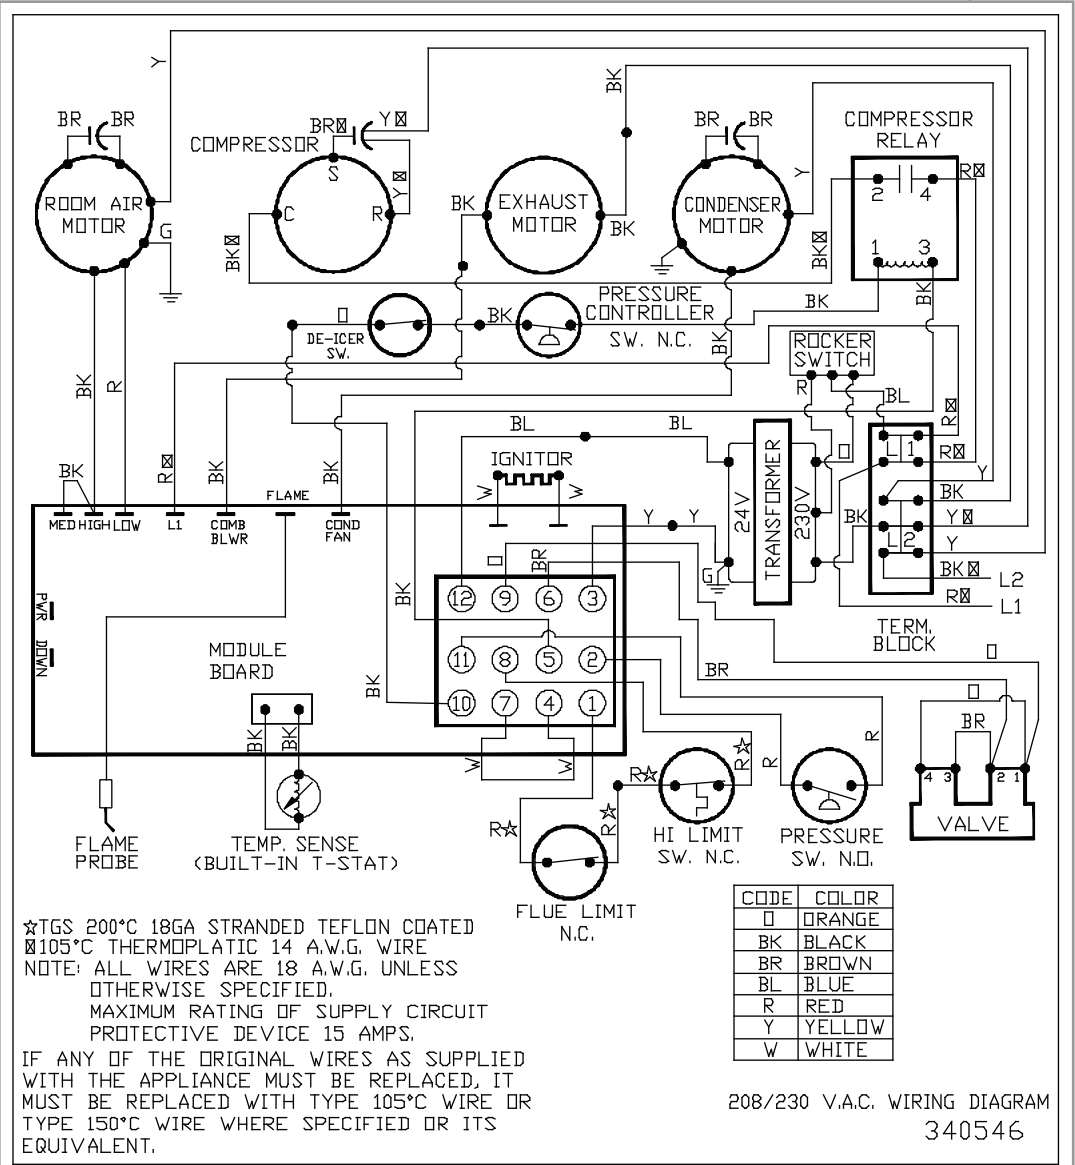 Y
BR BR
BR☒ Y☒
BK
BR BR
COMPRESSOR
RELAY
COMPRESSOR
S
Y☒
Y
R☒
2 4
ROOM AIR
MOTOR
G
C R
BK
EXHAUST
MOTOR
BK
CONDENSER
MOTOR
BK☒
BK☒
1 3
BK
PRESSURE
CONTROLLER
SW. N.C.
BK
O
DE-ICER
SW.
BK
BK
ROCKER
SWITCH
R
BL
BK
R
R☒
BL BL
O
L1
R☒
Y
BK
R☒
BK
BK
IGNITOR
W W
24V
TRANSFORMER
230V
BK
BK
Y☒
L2
Y
BK☒ L2
R☒ L1
TERM.
BLOCK
FLAME
MED HIGH LOW L1 COMB
BLWR
COND
FAN
Y Y
O
BR
G
BK
12 9 6 3
11 8 5 2
10 7 4 1
PWR
DOWN
MODULE
BOARD
BK
BK
BK
O
BR
O
BR
R
R
R☆
W W
R☆
R☆
R☆
4 3 2 1
VALVE
FLAME
PROBE
TEMP. SENSE
(BUILT-IN T-STAT)
HI LIMIT
SW. N.C.
PRESSURE
SW. N.O.
FLUE LIMIT
N.C.
CODE COLOR
O ORANGE
BK BLACK
BR BROWN
BL BLUE
R RED
Y YELLOW
W WHITE
☆TGS 200°C 18GA STRANDED TEFLON COATED
☒105°C THERMOPLATIC 14 A.W.G. WIRE
NOTE: ALL WIRES ARE 18 A.W.G. UNLESS
OTHERWISE SPECIFIED.
MAXIMUM RATING OF SUPPLY CIRCUIT
PROTECTIVE DEVICE 15 AMPS.
IF ANY OF THE ORIGINAL WIRES AS SUPPLIED
WITH THE APPLIANCE MUST BE REPLACED, IT
MUST BE REPLACED WITH TYPE 105°C WIRE OR
TYPE 150°C WIRE WHERE SPECIFIED OR ITS
EQUIVALENT.
208/230 V.A.C. WIRING DIAGRAM
340546